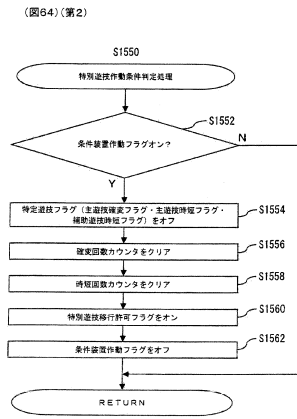 (図64)(第2)
S1550
特別遊技作動条件判定処理
S1552
条件装置作動フラグオン？
N
Y
S1554
特定遊技フラグ(主遊技確変フラグ・主遊技時短フラグ・
補助遊技時短フラグ)をオフ
S1556
確変回数カウンタをクリア
S1558
時短回数カウンタをクリア
S1560
特別遊技移行許可フラグをオン
S1562
条件装置作動フラグをオフ
RETURN